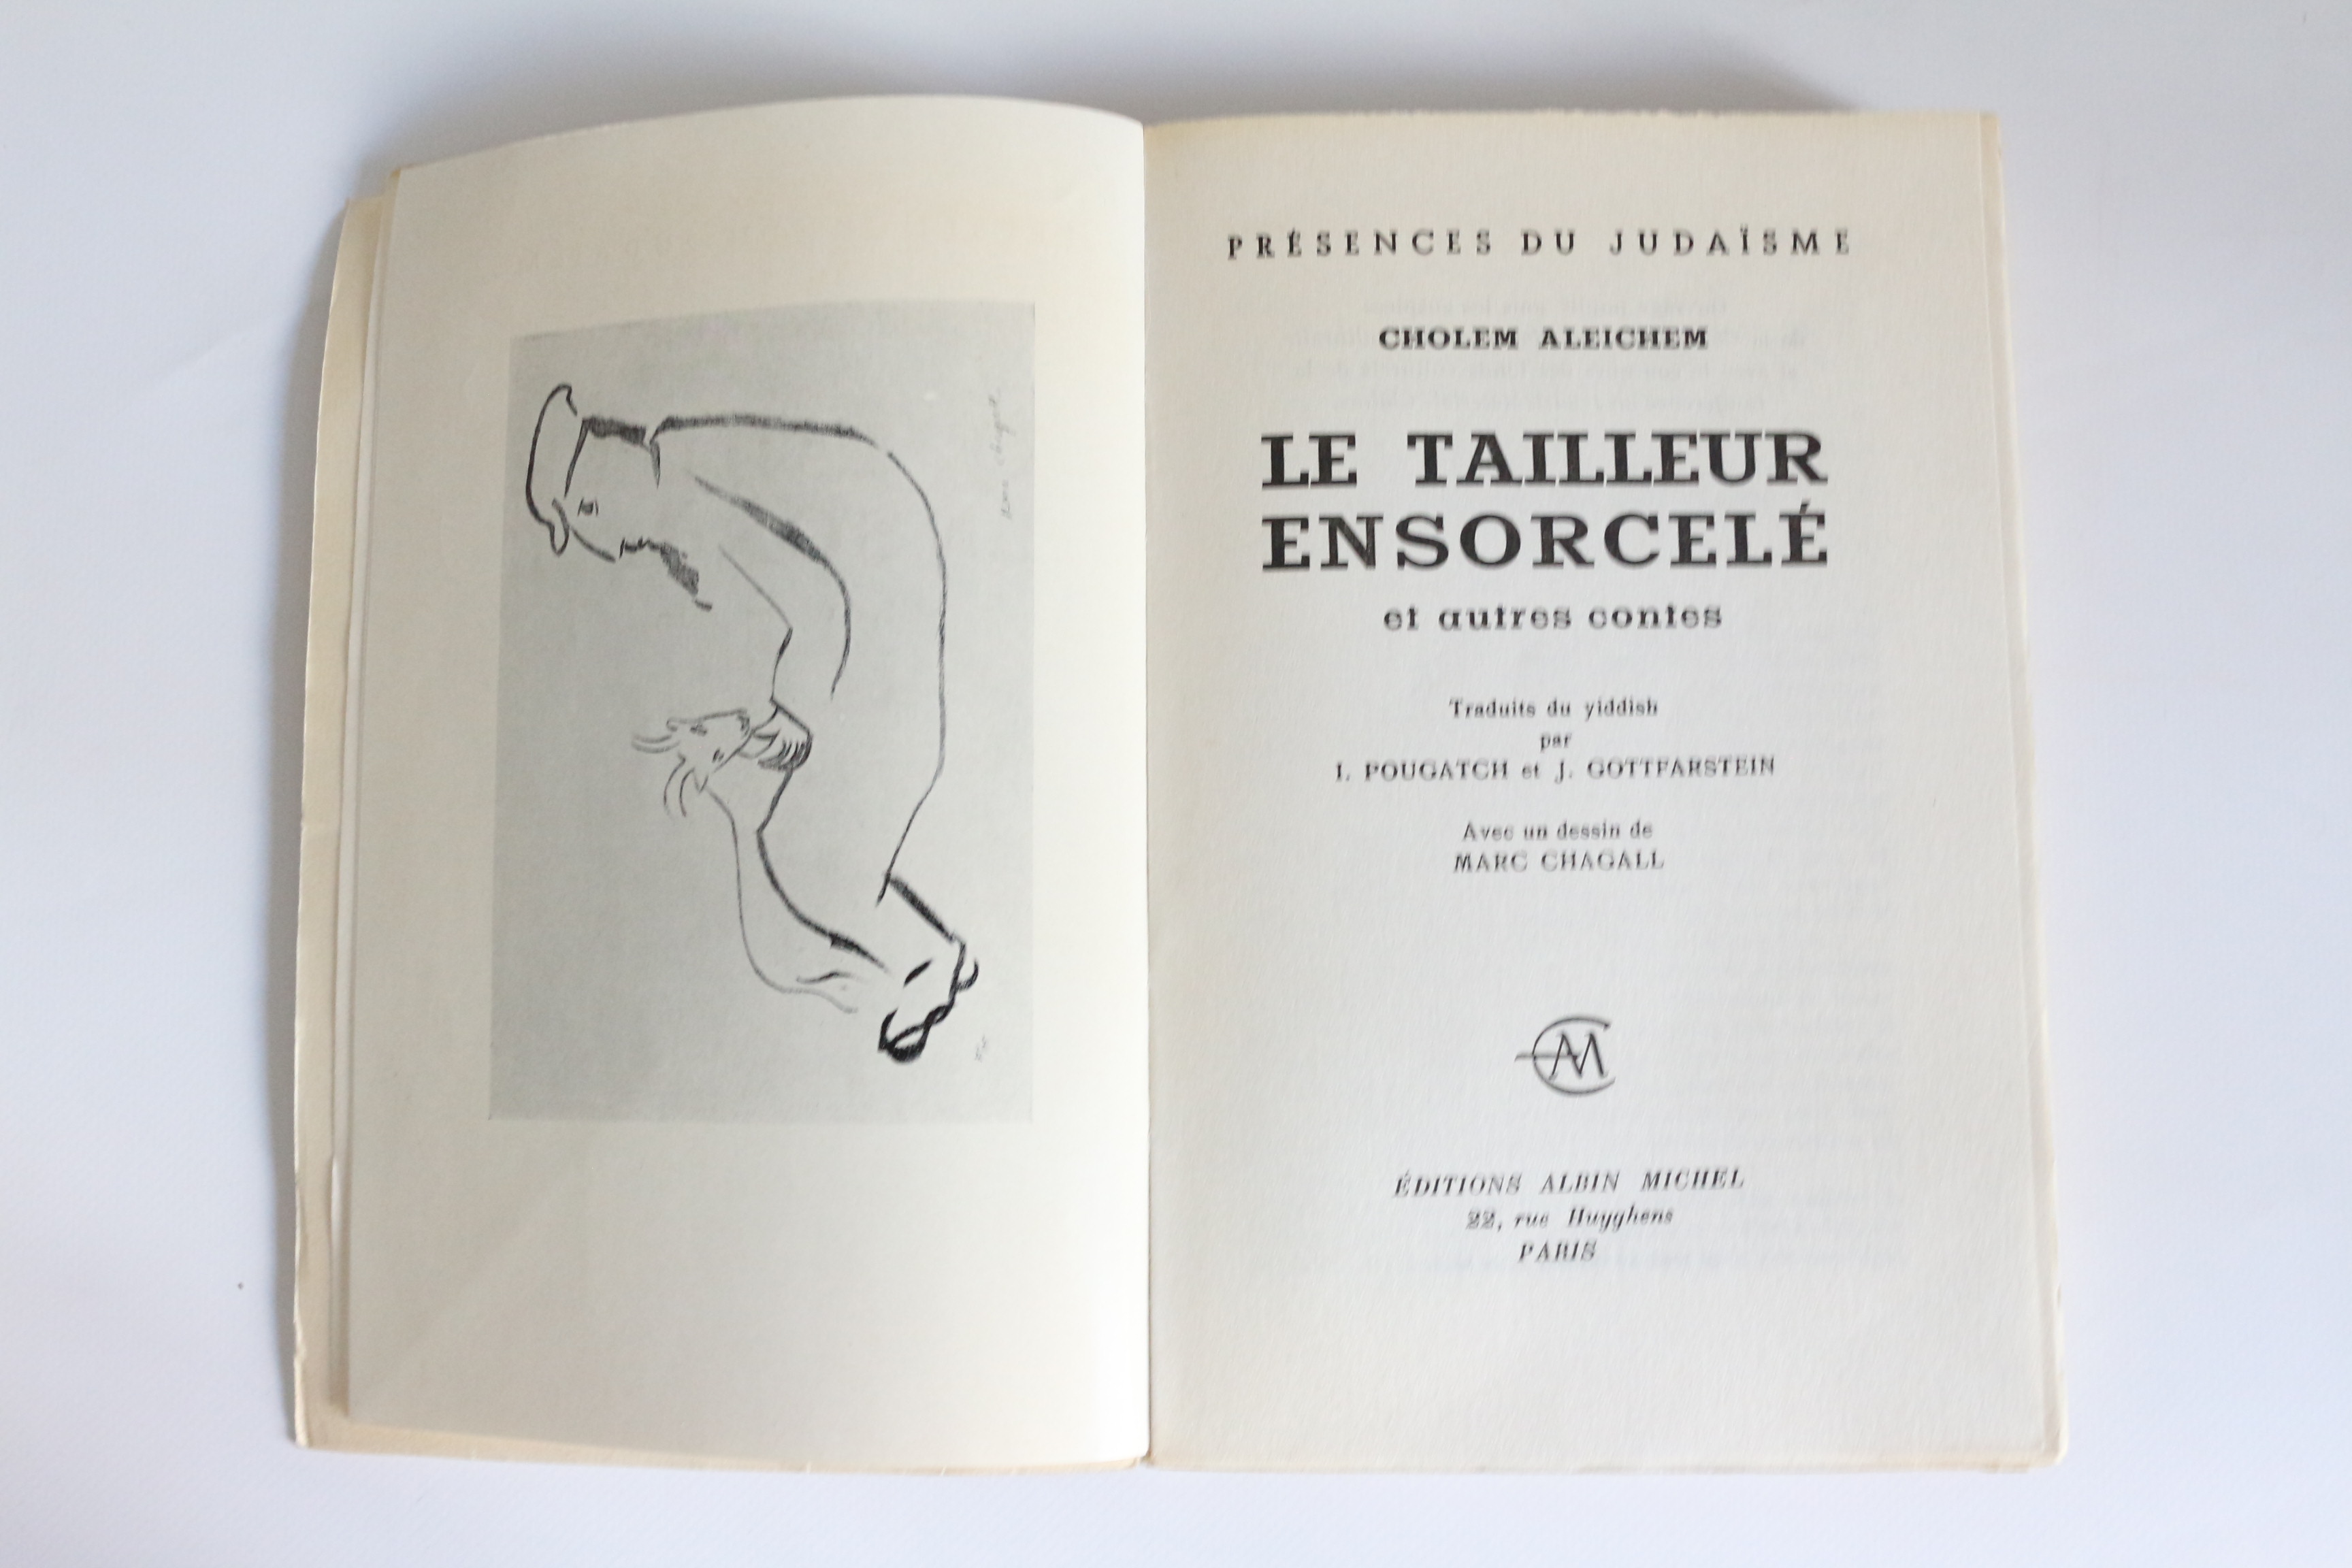 PRÉSENCES DU JUDAÏSME
CHOLEM ALEICHEM
LE TAILLEUR
ENSORCELÉ
et autres contes
Traduits du yiddish
par
I. POUGATCH et J. GOTTFARSTEIN
Avec un dessin de
MARC CHAGALL
AM
ÉDITIONS ALBIN MICHEL
22, rue Huyghens
PARIS